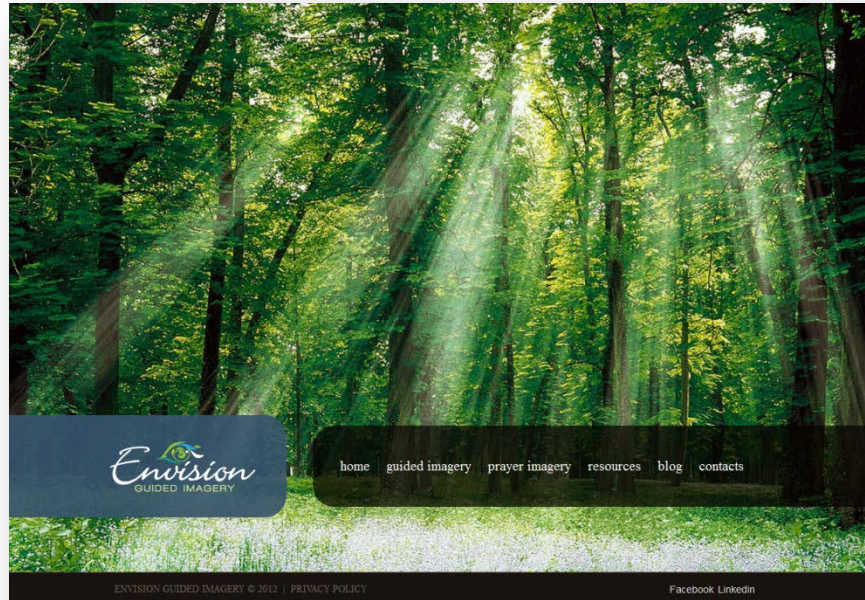 Envision
GUIDED IMAGERY
home guided imagery prayer imagery resources blog contacts
ENVISION GUIDED IMAGERY © 2012 | PRIVACY POLICY
Facebook Linkedin